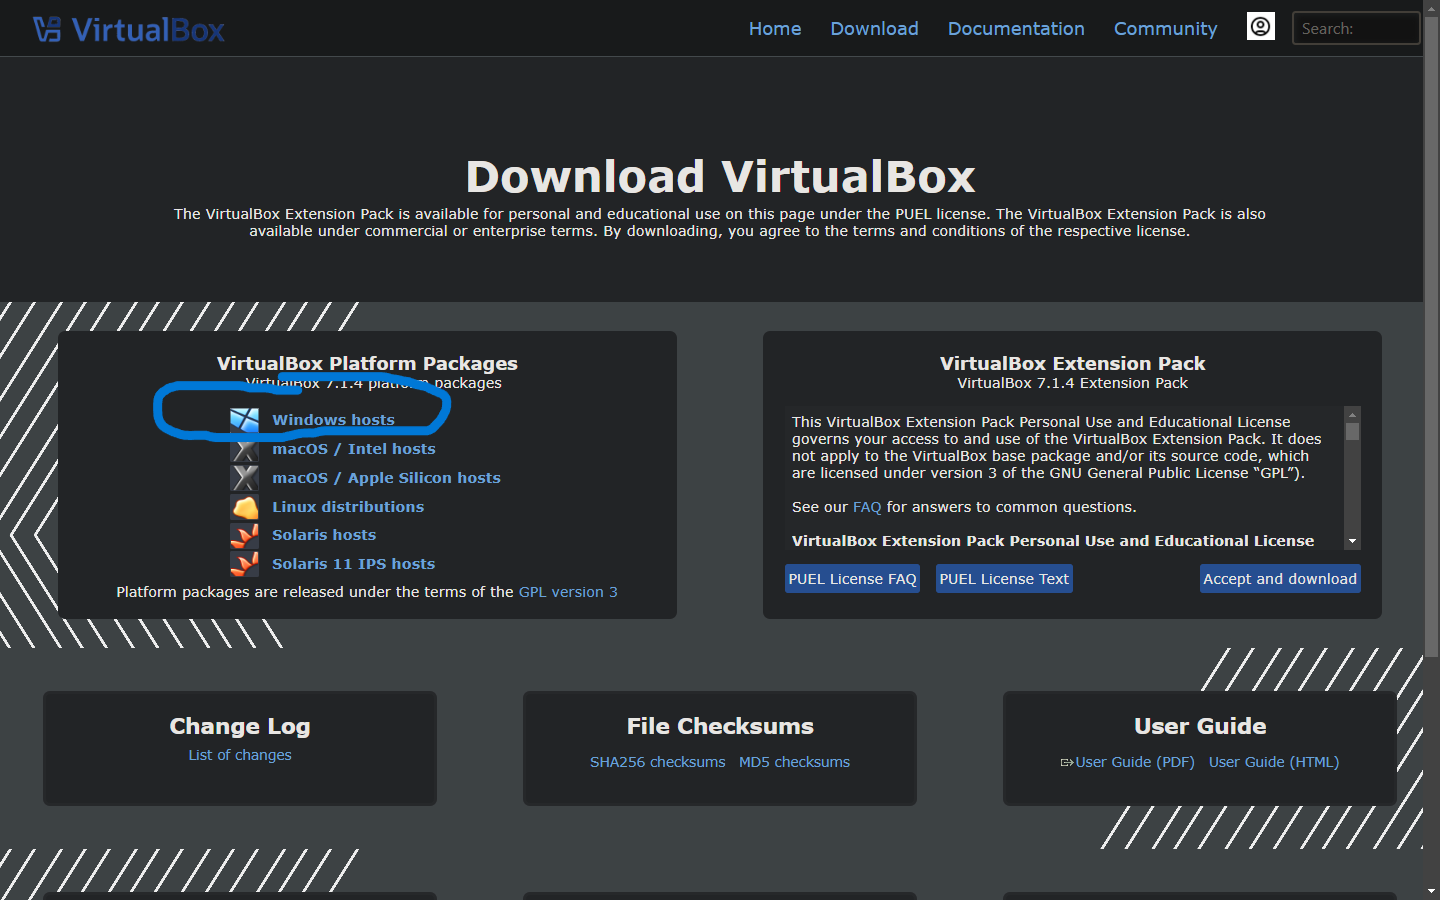 VirtualBox
Home Download Documentation Community Search:
Download VirtualBox
The VirtualBox Extension Pack is available for personal and educational use on this page under the PUEL license. The VirtualBox Extension Pack is also
available under commercial or enterprise terms. By downloading, you agree to the terms and conditions of the respective license.
VirtualBox Platform Packages
VirtualBox 7.1.4 platform packages
Windows hosts
macOS / Intel hosts
macOS / Apple Silicon hosts
Linux distributions
Solaris hosts
Solaris 11 IPS hosts
Platform packages are released under the terms of the GPL version 3
VirtualBox Extension Pack
VirtualBox 7.1.4 Extension Pack
This VirtualBox Extension Pack Personal Use and Educational License
governs your access to and use of the VirtualBox Extension Pack. It does
not apply to the VirtualBox base package and/or its source code, which
are licensed under version 3 of the GNU General Public License “GPL”).
See our FAQ for answers to common questions.
VirtualBox Extension Pack Personal Use and Educational License
PUEL License FAQ PUEL License Text Accept and download
Change Log
List of changes
File Checksums
SHA256 checksums MD5 checksums
User Guide
User Guide (PDF) User Guide (HTML)